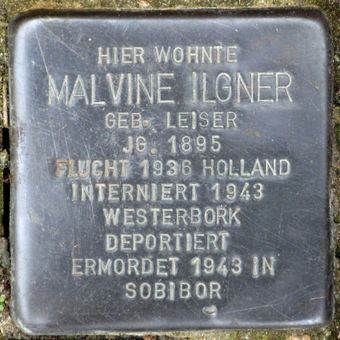 HIER WOHNTE
MALVINE ILGNER
GEB. LEISER
JG. 1895
FLUCHT 1936 HOLLAND
INTERNIERT 1943
WESTERBORK
DEPORTIERT
ERMORDET 1943 IN
SOBIBOR